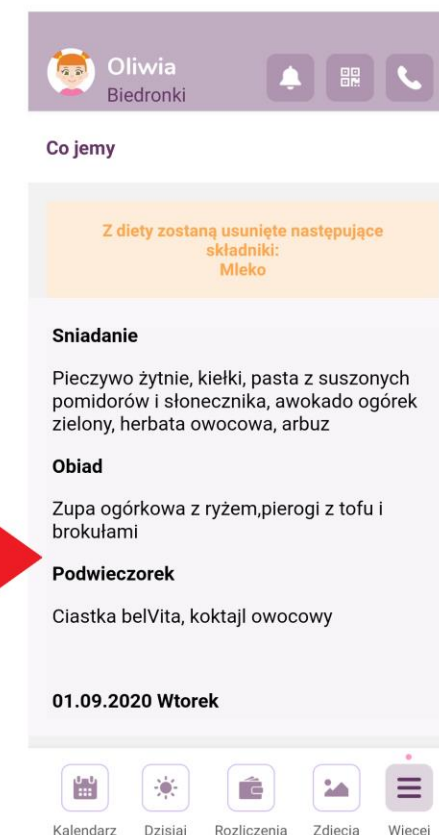 Oliwia
Biedronki
Co jemy
Z diety zostaną usunięte następujące
składniki:
Mleko
Sniadanie
Pieczywo żytnie, kiełki, pasta z suszonych
pomidorów i słonecznika, awokado ogórek
zielony, herbata owocowa, arbuz
Obiad
Zupa ogórkowa z ryżem,pierogi z tofu i
brokułami
Podwieczorek
Ciastka belVita, koktajl owocowy
01.09.2020 Wtorek
Kalendarz Dzisiaj Rozliczenia Zdjęcia Więcej